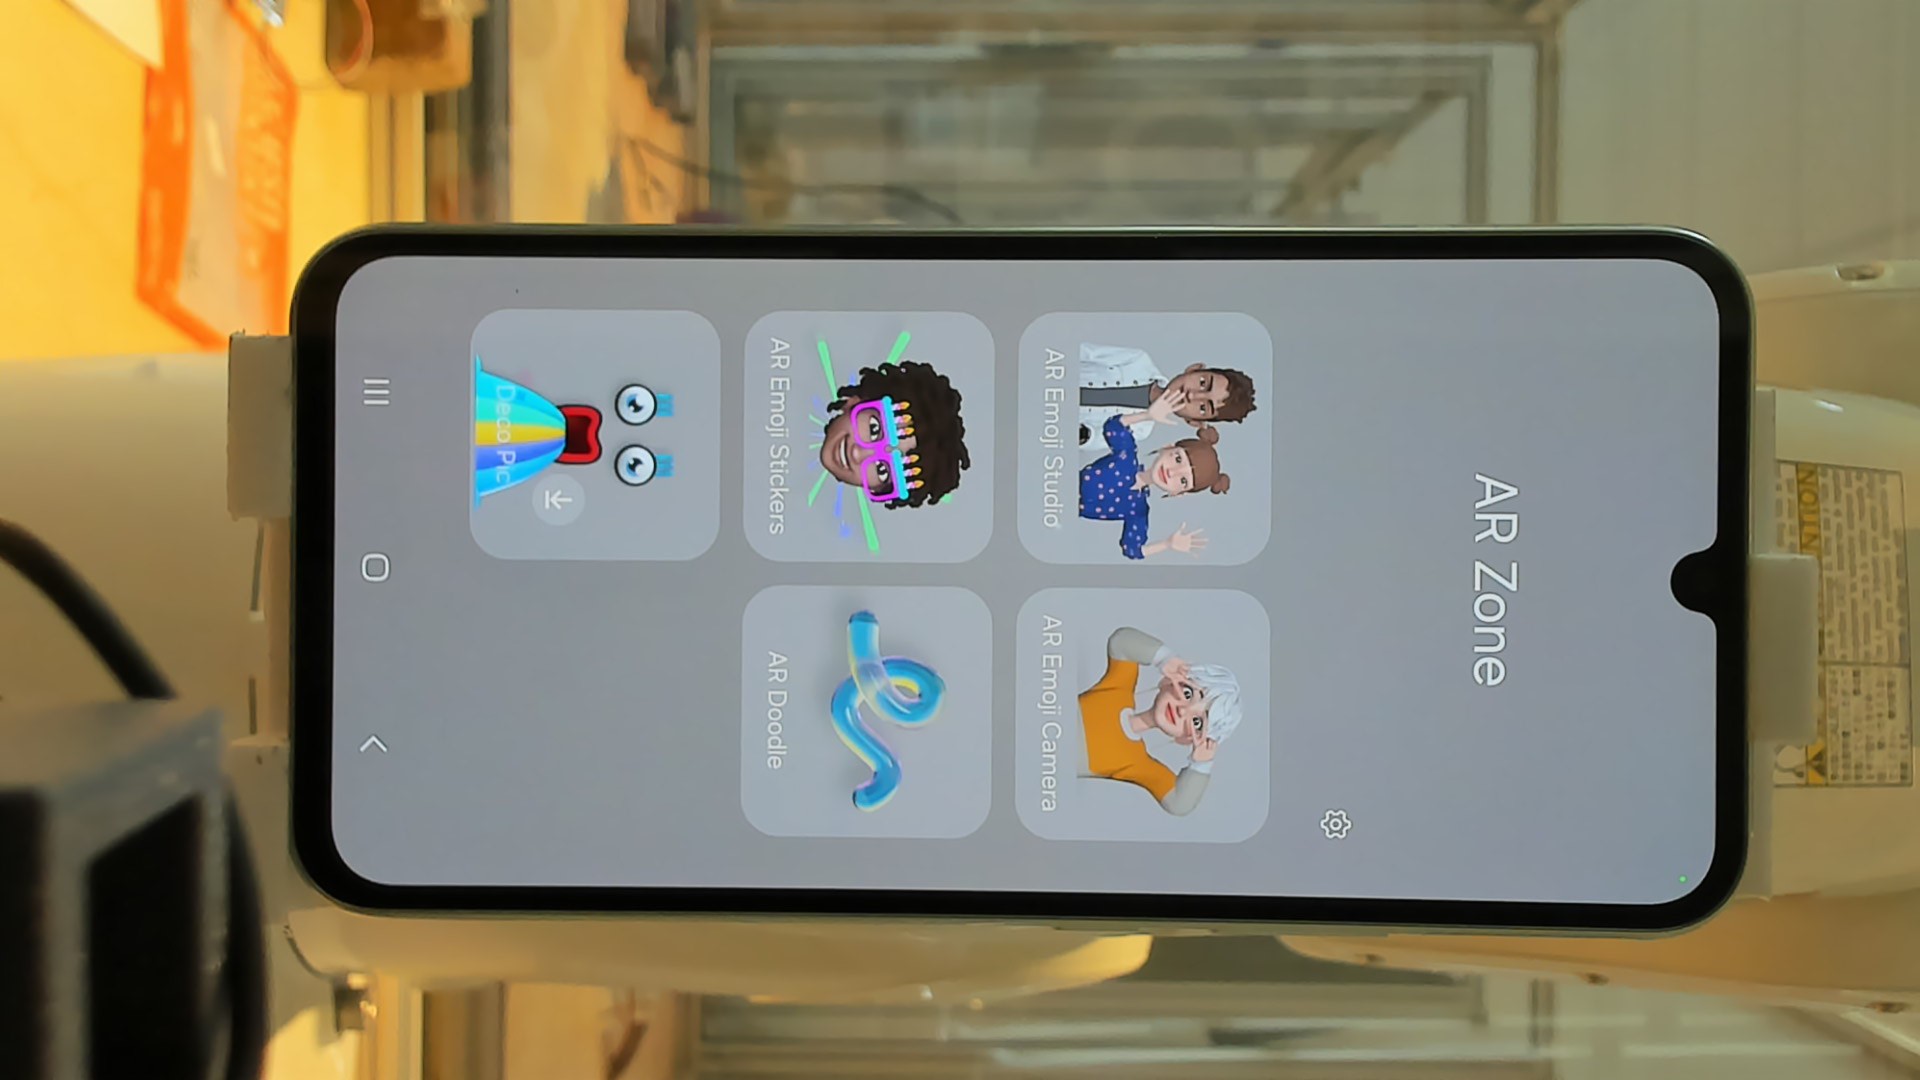 AR Zone
AR Emoji Studio
AR Emoji Camera
AR Emoji Stickers
AR Doodle
Deco Pic